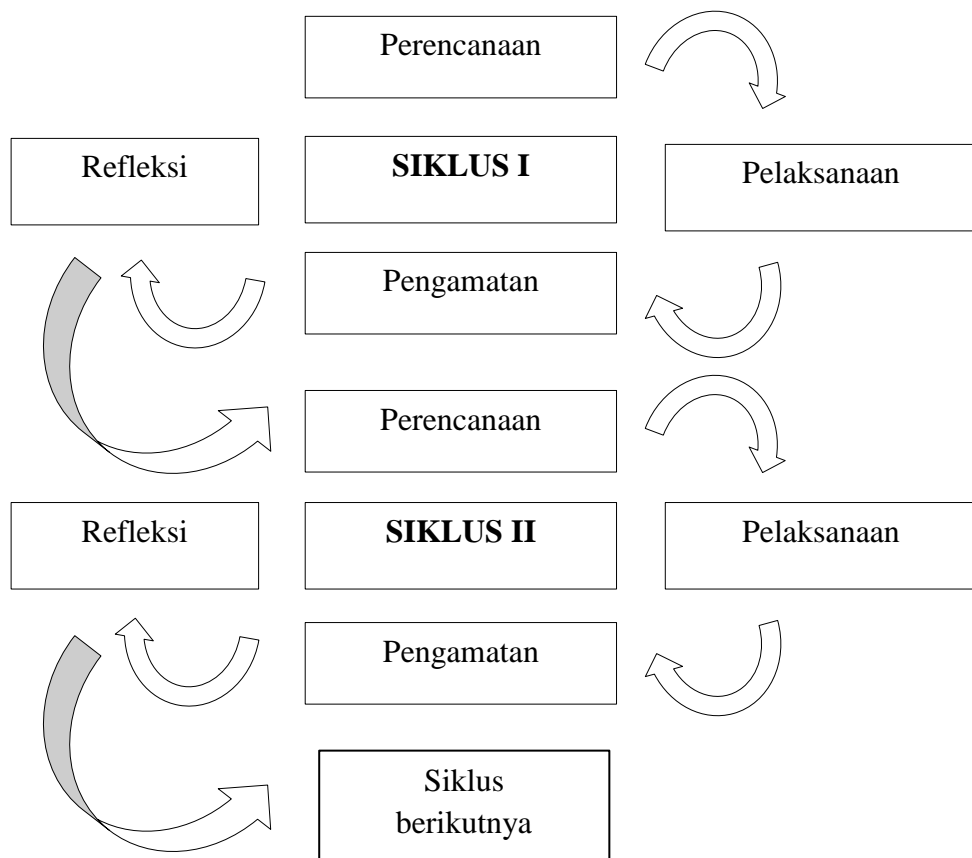 Perencanaan
Refleksi
SIKLUS I
Pelaksanaan
Pengamatan
Perencanaan
Refleksi
SIKLUS II
Pelaksanaan
Pengamatan
Siklus
berikutnya